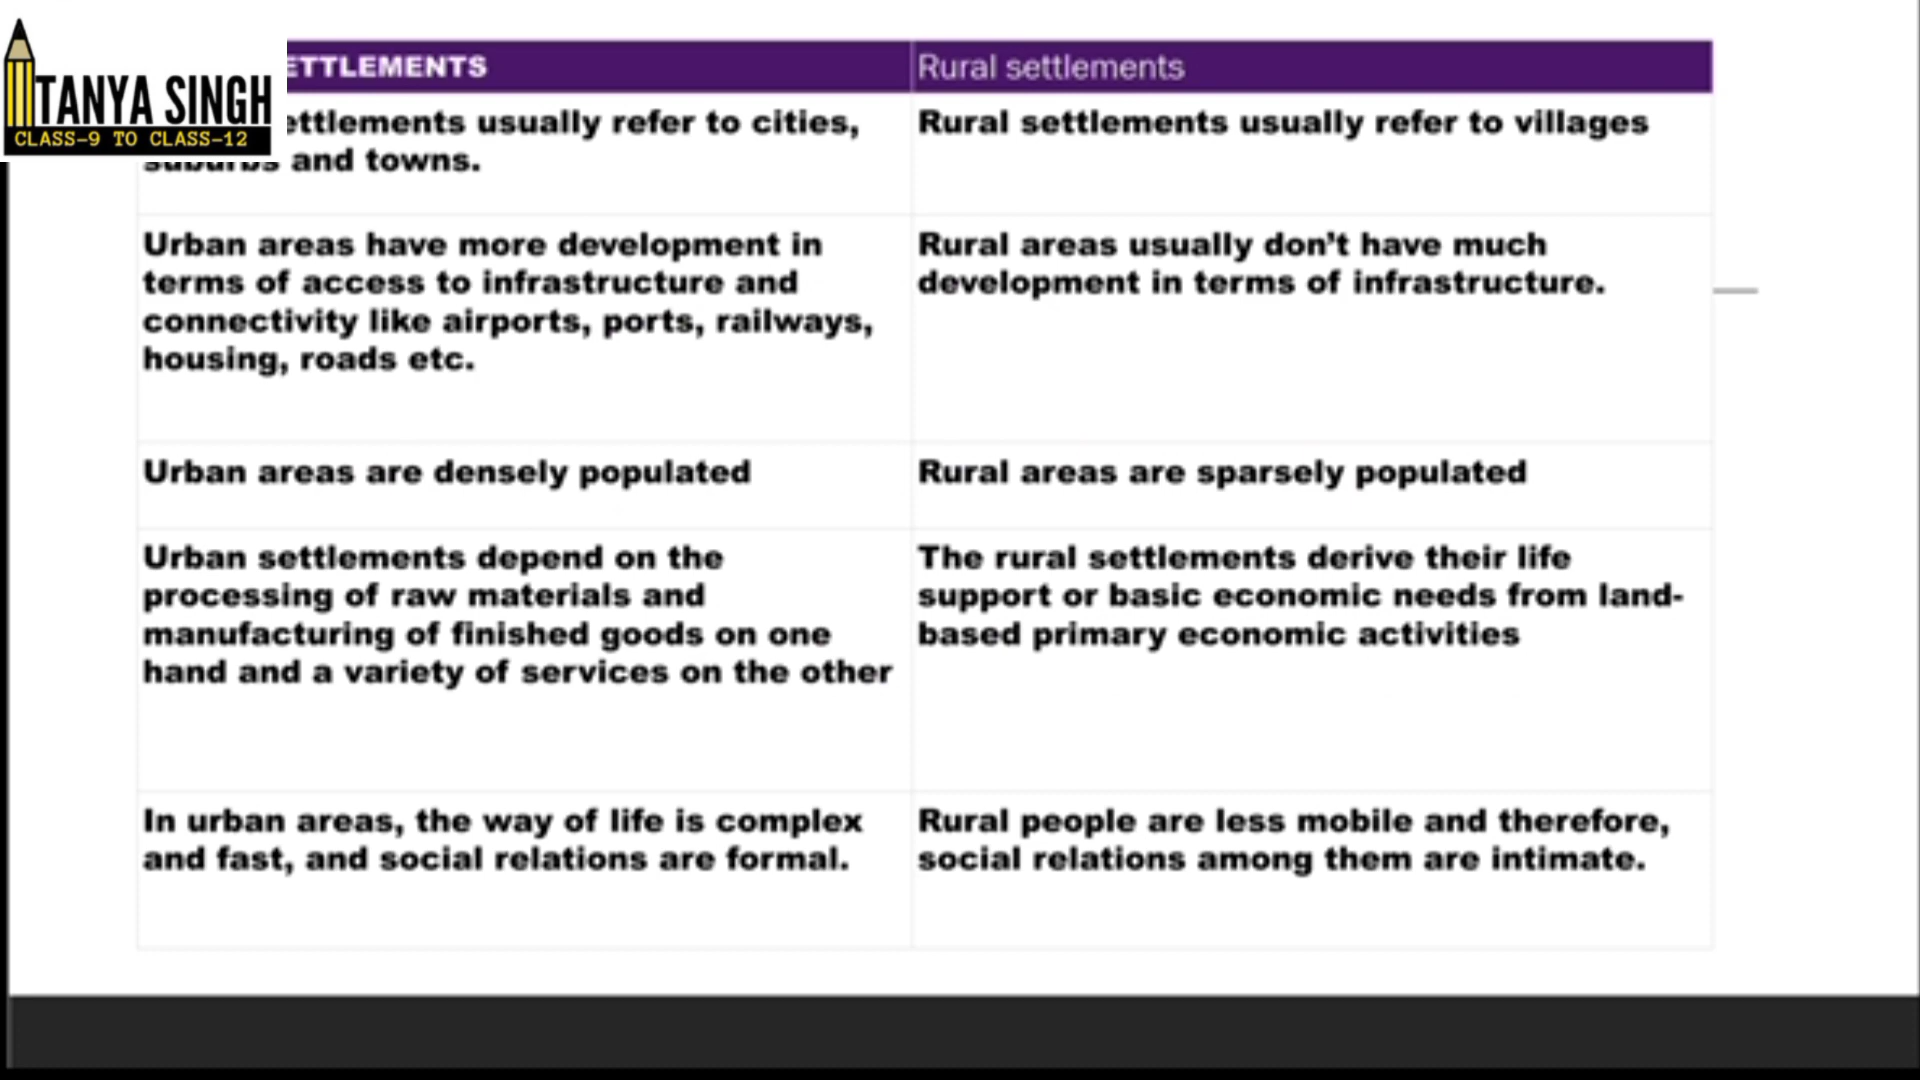 TANYA SINGH
CLASS-9 TO CLASS-12
ETTLEMENTS
Rural settlements
ettlements usually refer to cities,
suburbs and towns.
Rural settlements usually refer to villages
Urban areas have more development in
terms of access to infrastructure and
connectivity like airports, ports, railways,
housing, roads etc.
Rural areas usually don’t have much
development in terms of infrastructure.
Urban areas are densely populated
Rural areas are sparsely populated
Urban settlements depend on the
processing of raw materials and
manufacturing of finished goods on one
hand and a variety of services on the other
The rural settlements derive their life
support or basic economic needs from land-
based primary economic activities
In urban areas, the way of life is complex
and fast, and social relations are formal.
Rural people are less mobile and therefore,
social relations among them are intimate.